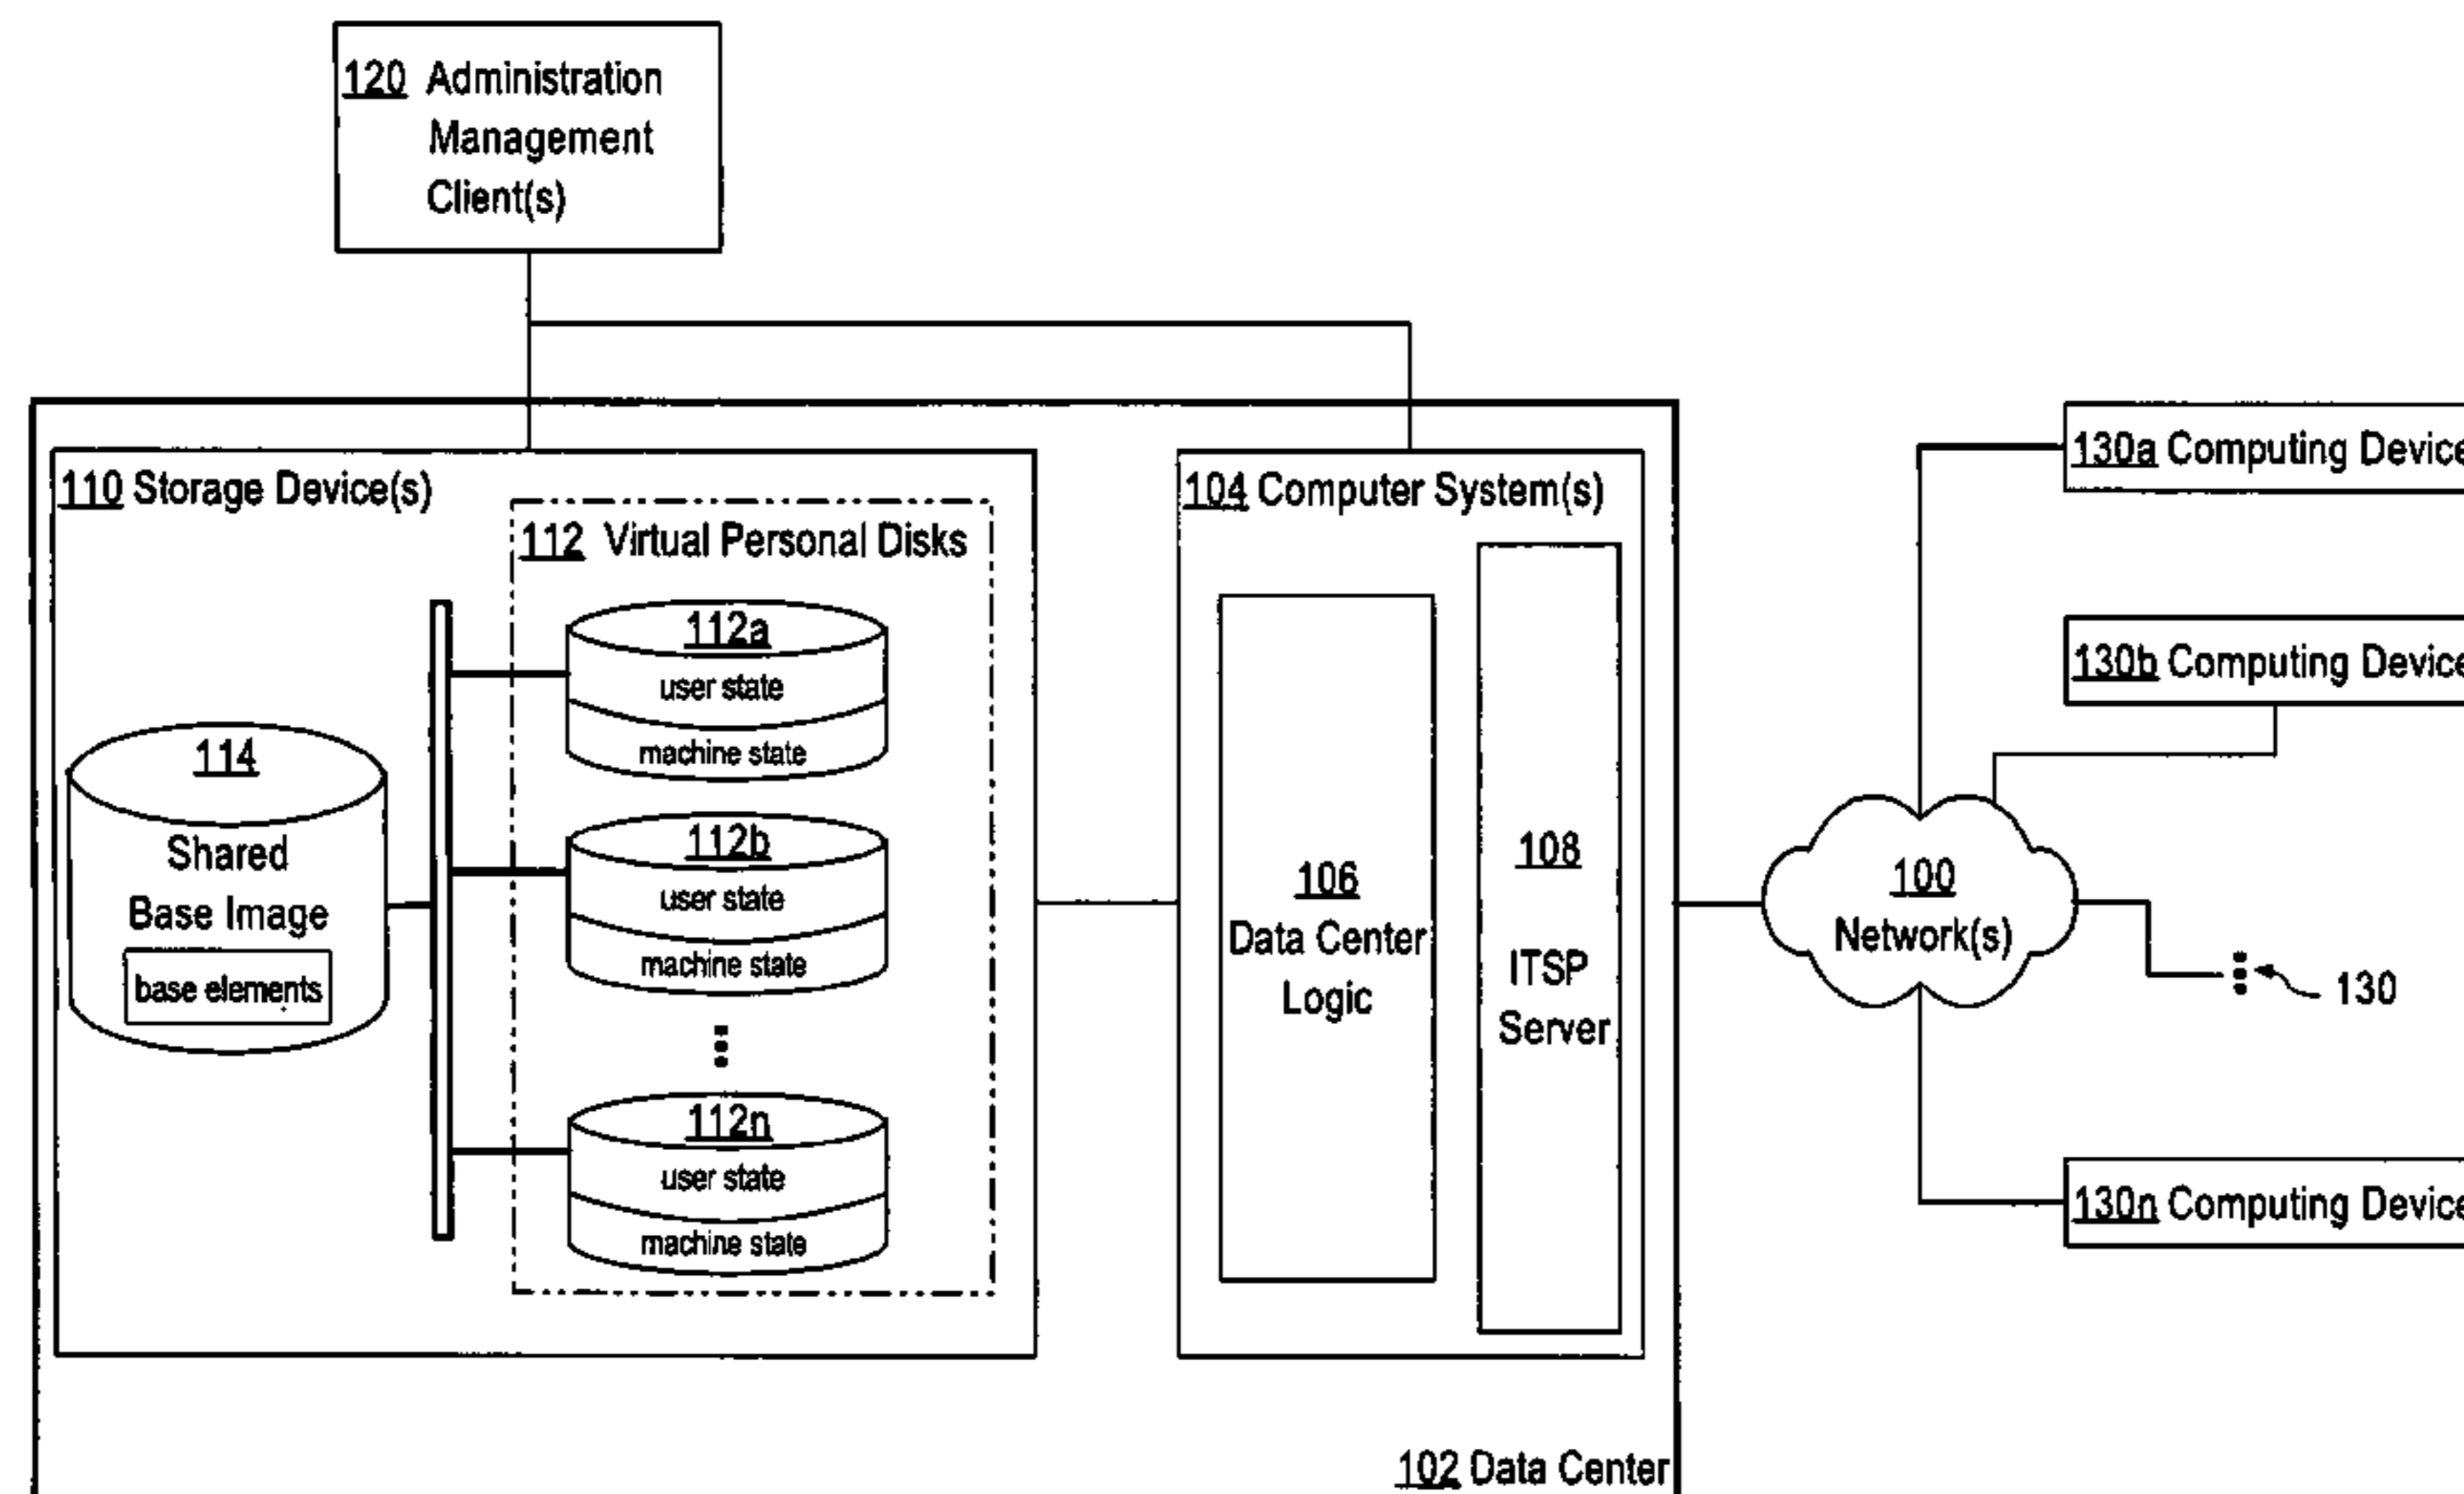 120 Administration
Management
Client(s)
110 Storage Device(s)
112 Virtual Personal Disks
112a
user state
machine state
114
Shared
Base Image
base elements
112b
user state
machine state
112n
user state
machine state
104 Computer System(s)
106
Data Center
Logic
108
ITSP
Server
102 Data Center
100
Network(s)
130a Computing Device
130b Computing Device
130
130n Computing Device